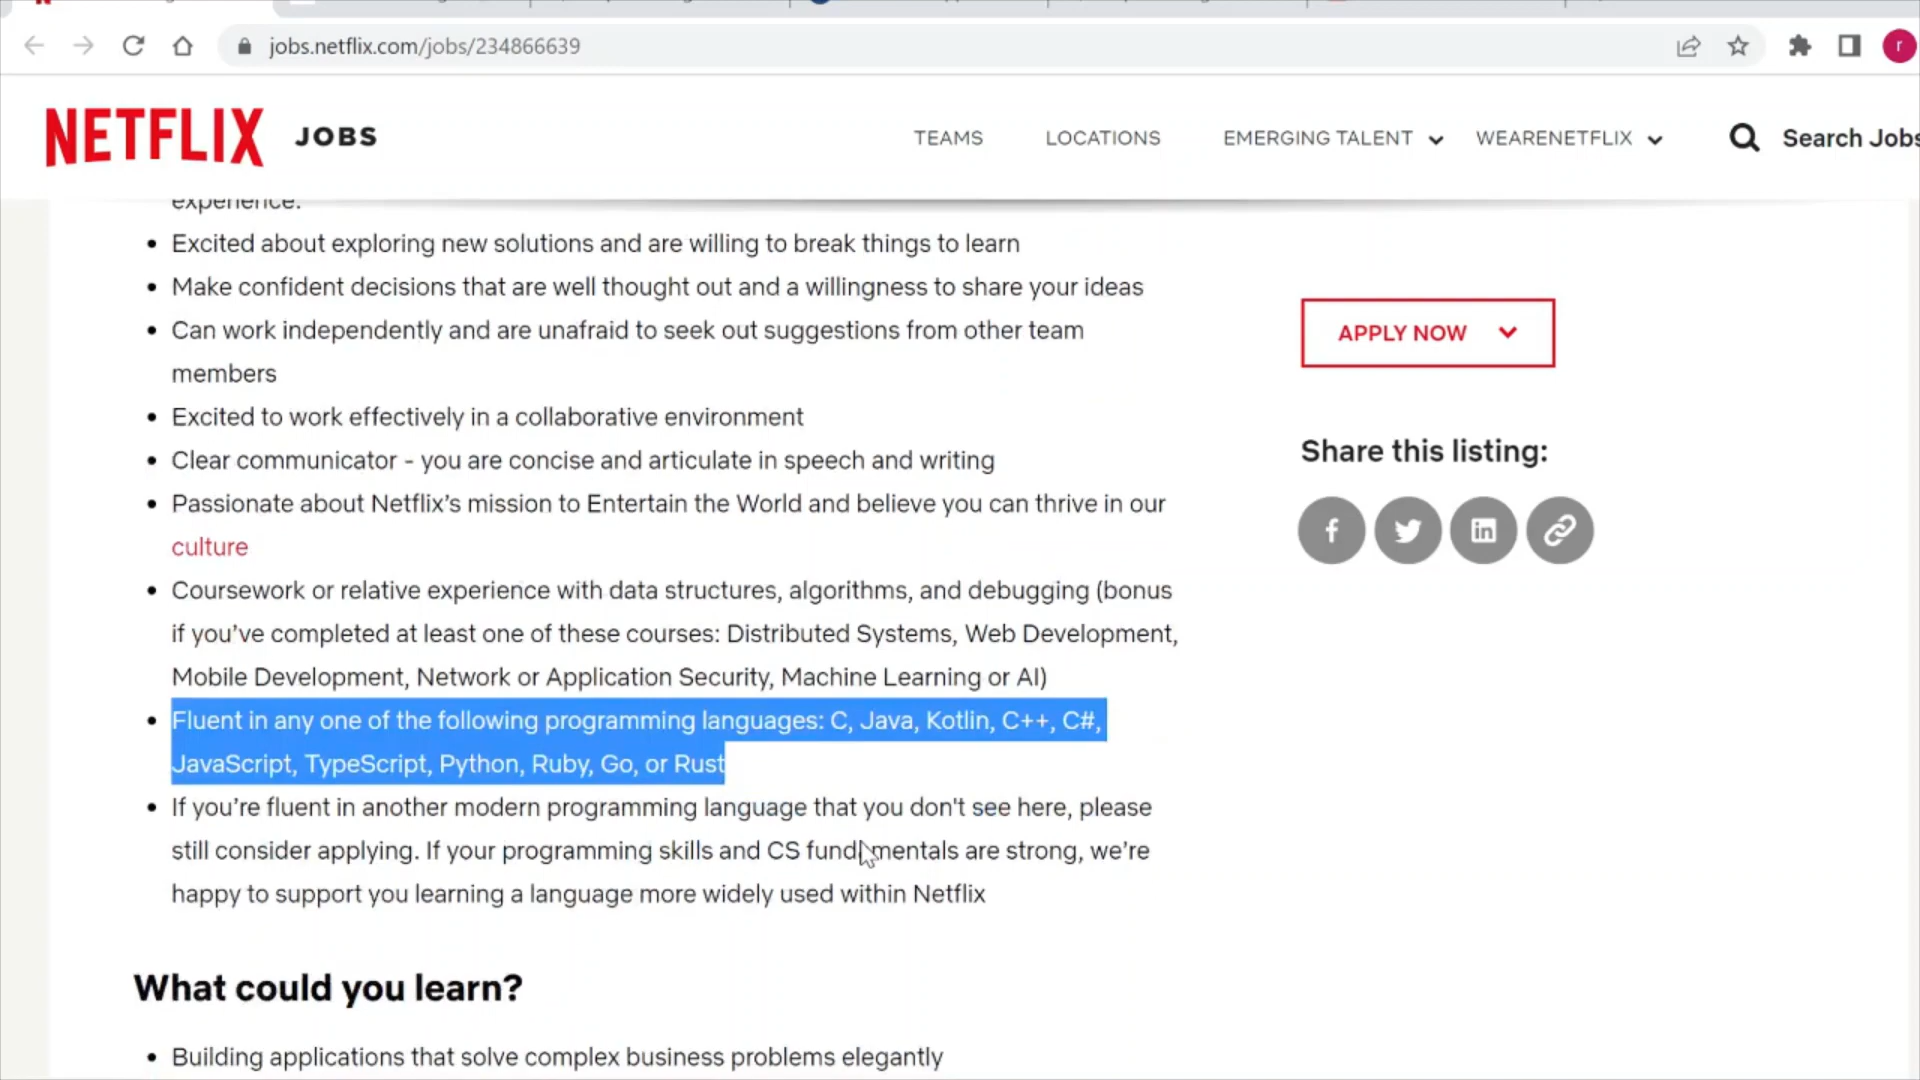 jobs.netflix.com/jobs/234866639
r
NETFLIX JOBS
TEAMS LOCATIONS EMERGING TALENT WEARENETFLIX Search Jobs
experience.
• Excited about exploring new solutions and are willing to break things to learn
• Make confident decisions that are well thought out and a willingness to share your ideas
• Can work independently and are unafraid to seek out suggestions from other team
members
• Excited to work effectively in a collaborative environment
• Clear communicator - you are concise and articulate in speech and writing
• Passionate about Netflix’s mission to Entertain the World and believe you can thrive in our
culture
• Coursework or relative experience with data structures, algorithms, and debugging (bonus
if you’ve completed at least one of these courses: Distributed Systems, Web Development,
Mobile Development, Network or Application Security, Machine Learning or AI)
• Fluent in any one of the following programming languages: C, Java, Kotlin, C++, C#,
JavaScript, TypeScript, Python, Ruby, Go, or Rust
• If you’re fluent in another modern programming language that you don't see here, please
still consider applying. If your programming skills and CS fundamentals are strong, we’re
happy to support you learning a language more widely used within Netflix
What could you learn?
• Building applications that solve complex business problems elegantly
APPLY NOW
Share this listing: